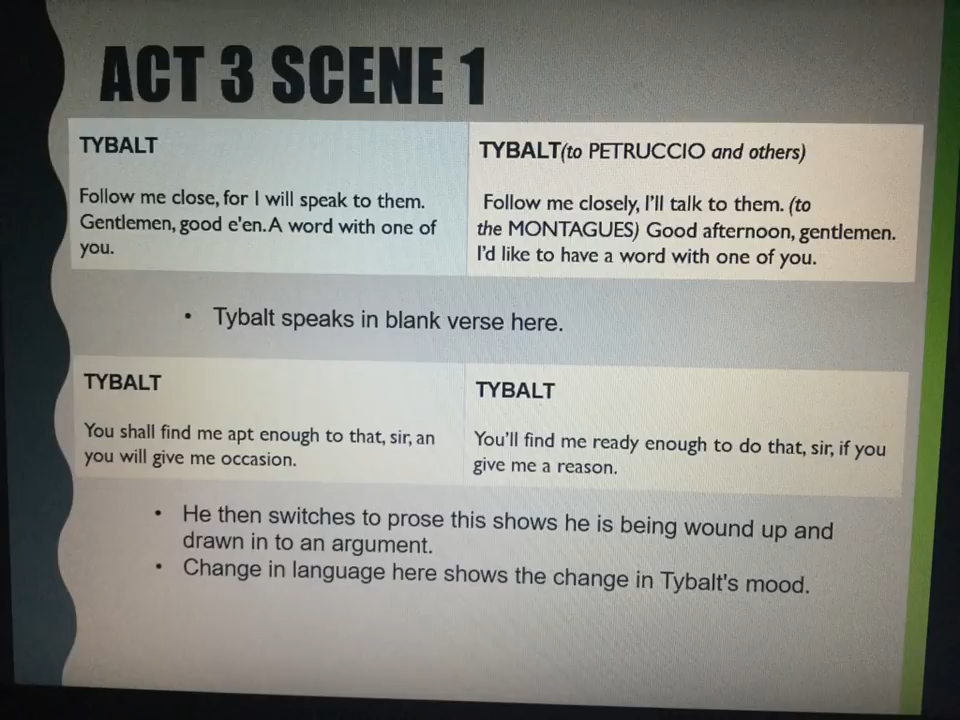 ACT 3 SCENE 1
TYBALT
Follow me close, for I will speak to them.
Gentlemen, good e'en. A word with one of
you.
TYBALT(to PETRUCCIO and others)
Follow me closely, I'll talk to them. (to
the MONTAGUES) Good afternoon, gentlemen.
I'd like to have a word with one of you.
• Tybalt speaks in blank verse here.
TYBALT
You shall find me apt enough to that, sir, an
you will give me occasion.
TYBALT
You'll find me ready enough to do that, sir, if you
give me a reason.
• He then switches to prose this shows he is being wound up and
drawn in to an argument.
• Change in language here shows the change in Tybalt's mood.